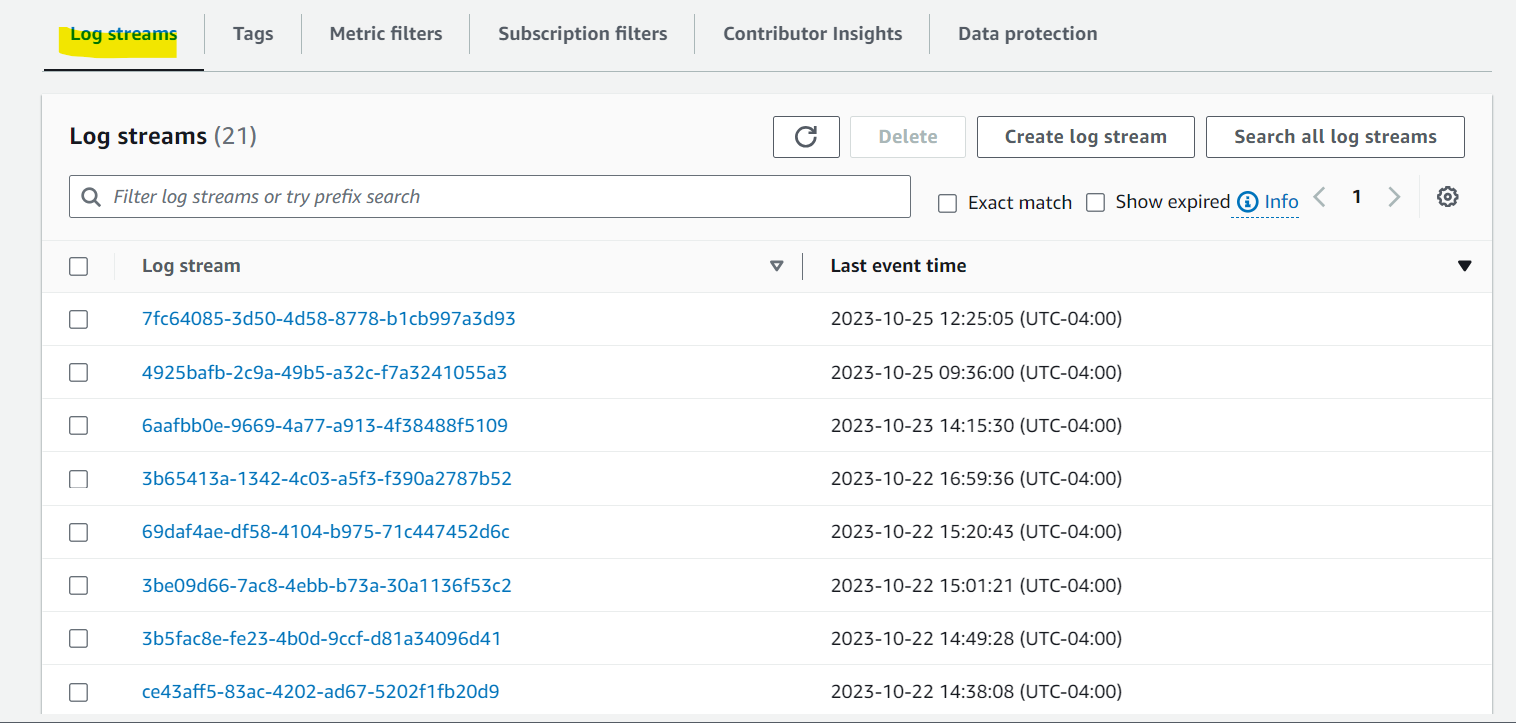 Log streams Tags Metric filters Subscription filters Contributor Insights Data protection
Log streams (21) Delete Create log stream Search all log streams
Filter log streams or try prefix search Exact match Show expired Info 1
Log stream Last event time
7fc64085-3d50-4d58-8778-b1cb997a3d93 2023-10-25 12:25:05 (UTC-04:00)
4925bafb-2c9a-49b5-a32c-f7a3241055a3 2023-10-25 09:36:00 (UTC-04:00)
6aafbb0e-9669-4a77-a913-4f38488f5109 2023-10-23 14:15:30 (UTC-04:00)
3b65413a-1342-4c03-a5f3-f390a2787b52 2023-10-22 16:59:36 (UTC-04:00)
69daf4ae-df58-4104-b975-71c447452d6c 2023-10-22 15:20:43 (UTC-04:00)
3be09d66-7ac8-4ebb-b73a-30a1136f53c2 2023-10-22 15:01:21 (UTC-04:00)
3b5fac8e-fe23-4b0d-9ccf-d81a34096d41 2023-10-22 14:49:28 (UTC-04:00)
ce43aff5-83ac-4202-ad67-5202f1fb20d9 2023-10-22 14:38:08 (UTC-04:00)